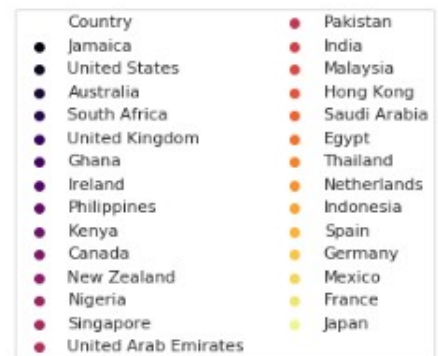 Country
Jamaica
United States
Australia
South Africa
United Kingdom
Ghana
Ireland
Philippines
Kenya
Canada
New Zealand
Nigeria
Singapore
United Arab Emirates
Pakistan
India
Malaysia
Hong Kong
Saudi Arabia
Egypt
Thailand
Netherlands
Indonesia
Spain
Germany
Mexico
France
Japan